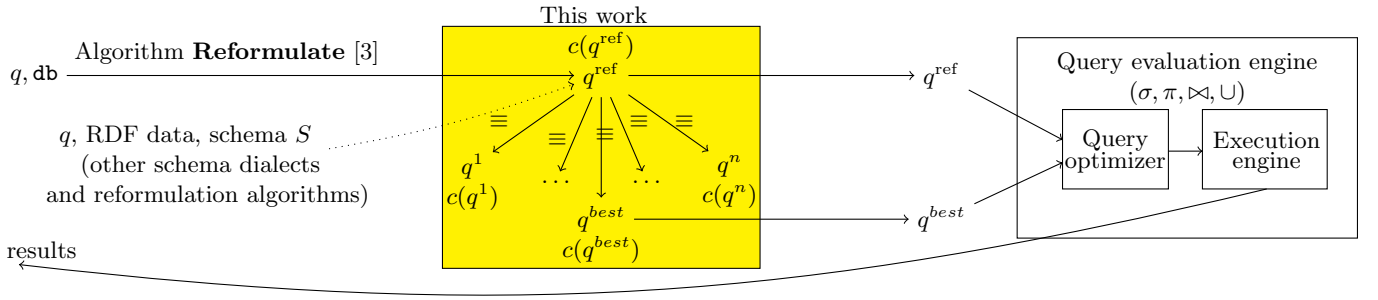 This work
Algorithm Reformulate [3]
q, db
c(q^ref)
q^ref
q^ref
Query evaluation engine
(σ, π, ⋈, ∪)
q, RDF data, schema S
(other schema dialects
and reformulation algorithms)
≡ ≡ ≡ ≡ ≡
q^1
c(q^1)
...
...
q^n
c(q^n)
q^best
c(q^best)
q^best
Query
optimizer
Execution
engine
results